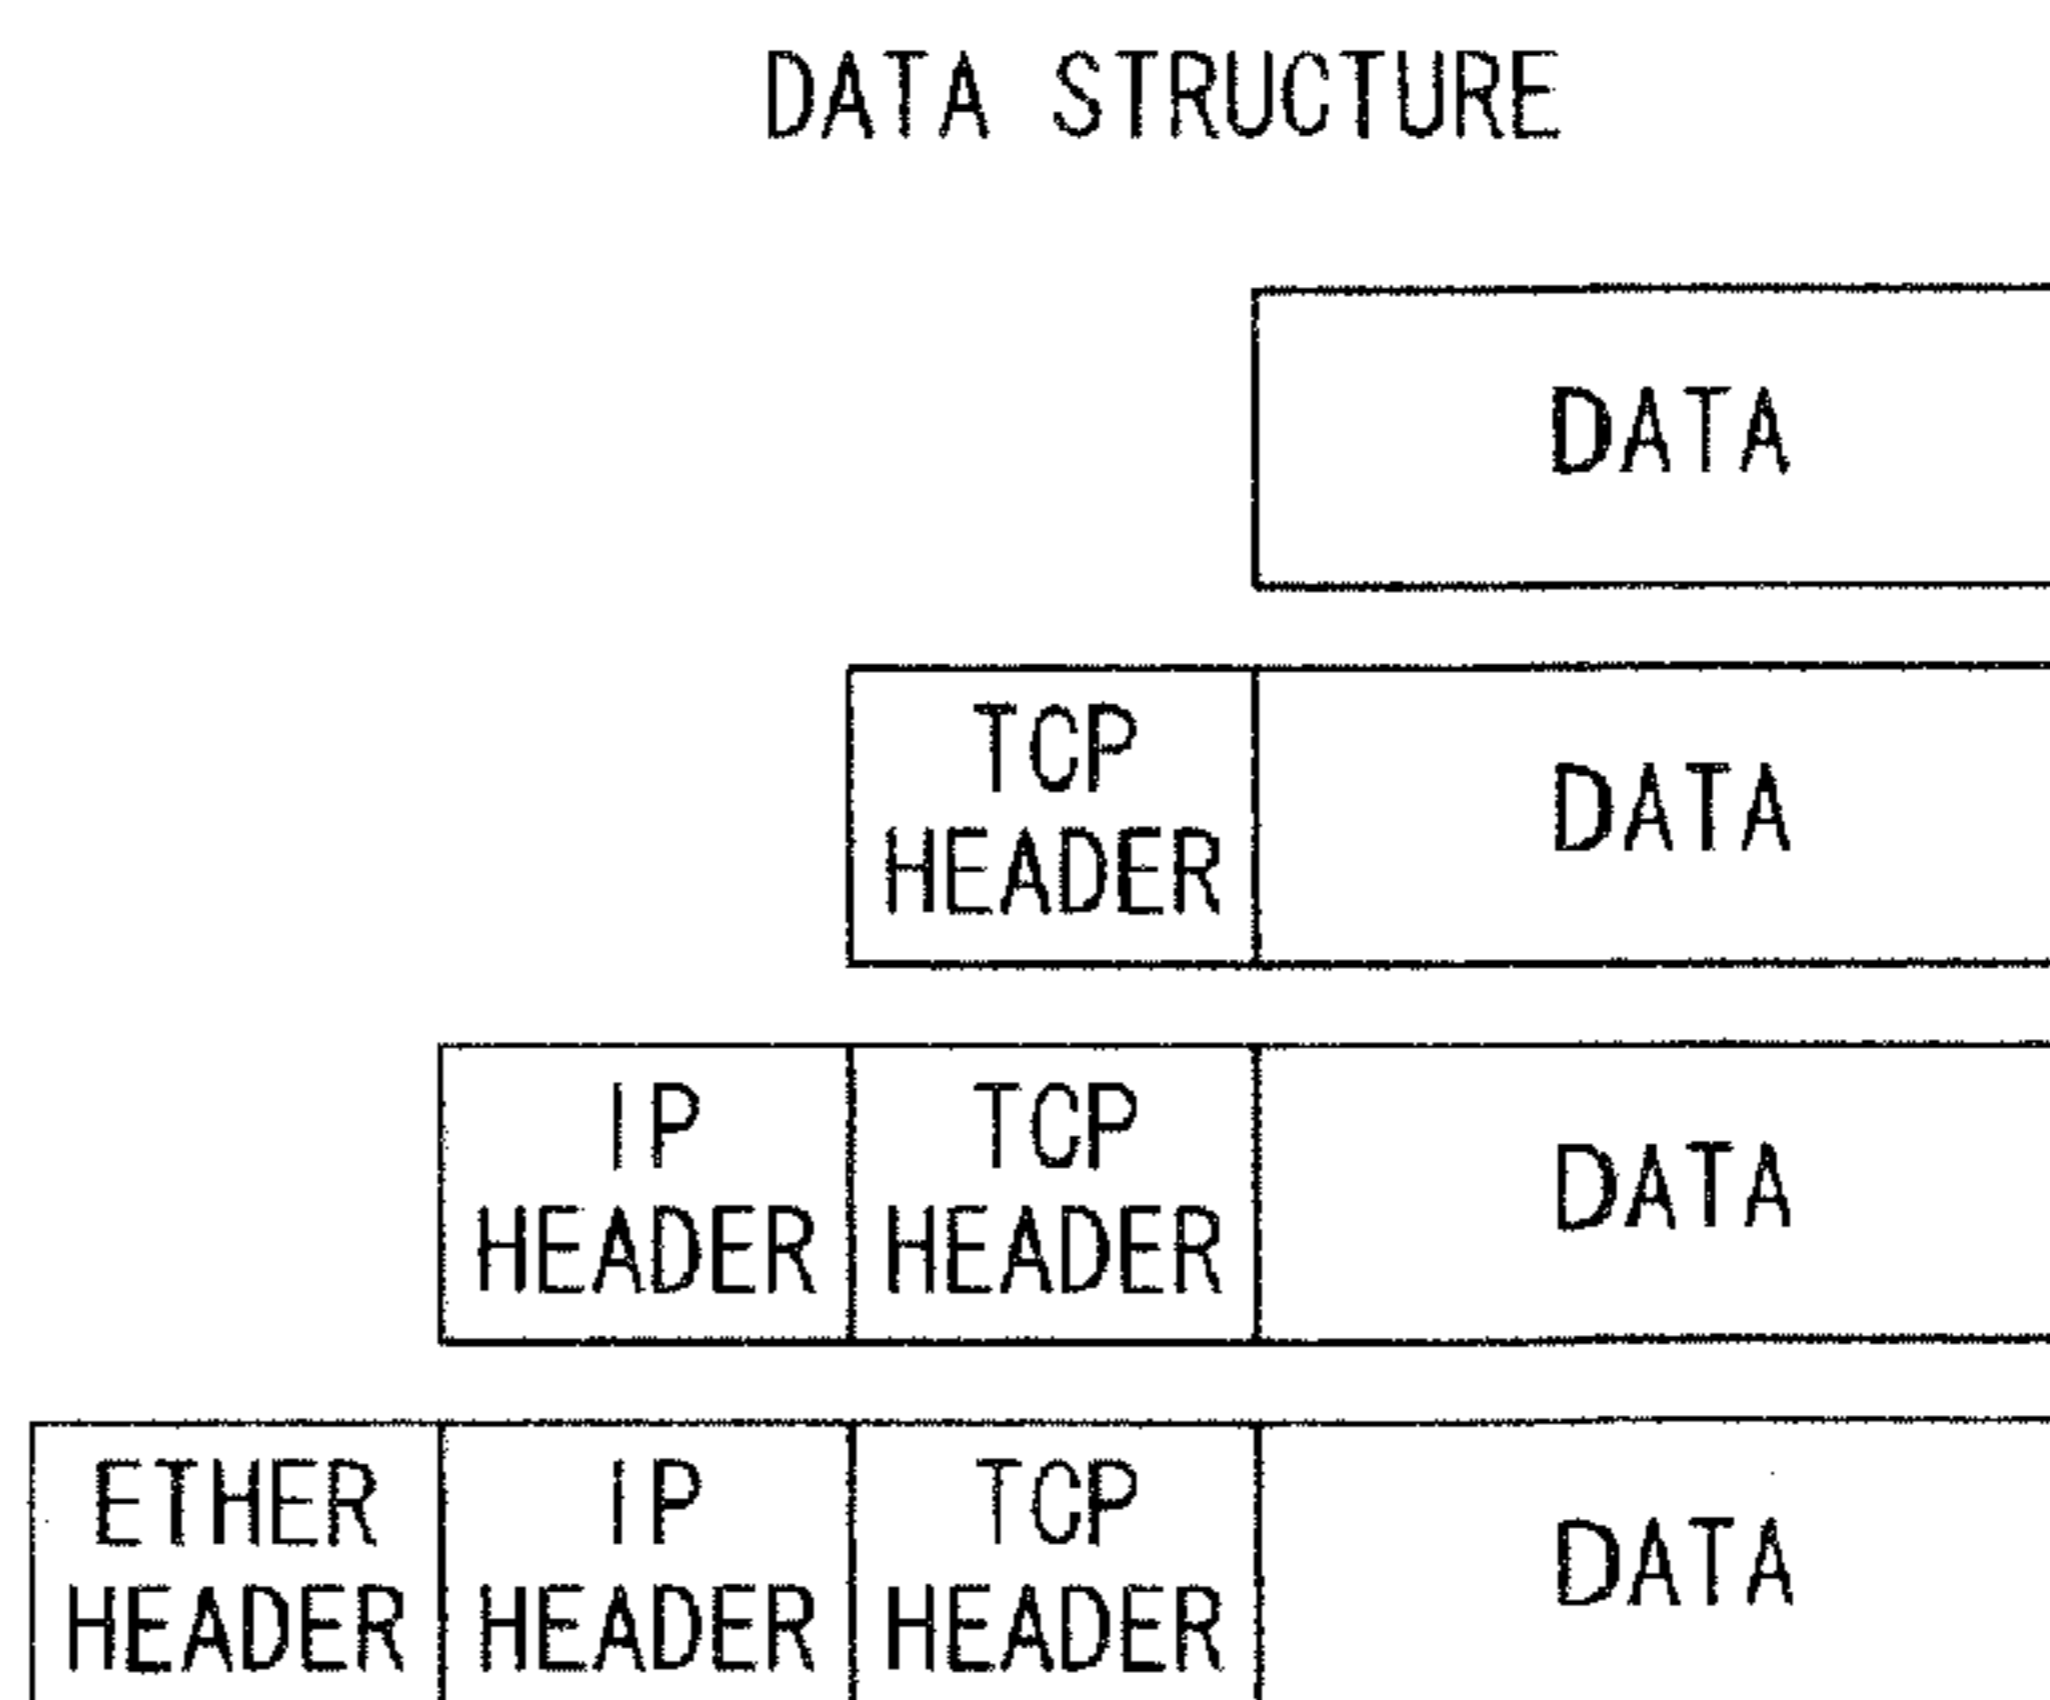 DATA STRUCTURE
DATA
TCP
HEADER
DATA
IP
HEADER
TCP
HEADER
DATA
ETHER
HEADER
IP
HEADER
TCP
HEADER
DATA